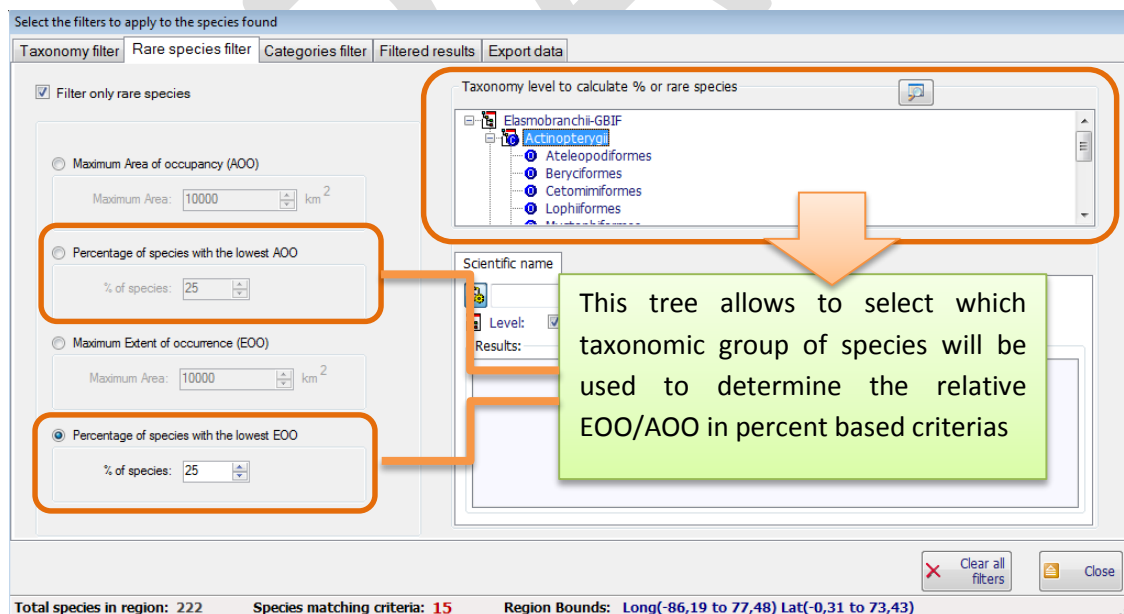 Select the filters to apply to the species found
Taxonomy filter Rare species filter Categories filter Filtered results Export data
Filter only rare species
Maximum Area of occupancy (AOO)
Maximum Area: 10000 km 2
Percentage of species with the lowest AOO
% of species: 25
Maximum Extent of occurrence (EOO)
Maximum Area: 10000 km 2
Percentage of species with the lowest EOO
% of species: 25
Taxonomy level to calculate % or rare species
Elasmobranchii-GBIF
Actinopterygii
Ateleopodiformes
Beryciformes
Cetomimiformes
Lophiiformes
Scientific name
Level:
Results:
This tree allows to select which
taxonomic group of species will be
used to determine the relative
EOO/AOO in percent based criterias
Clear all
filters
Close
Total species in region: 222 Species matching criteria: 15 Region Bounds: Long(-86,19 to 77,48) Lat(-0,31 to 73,43)